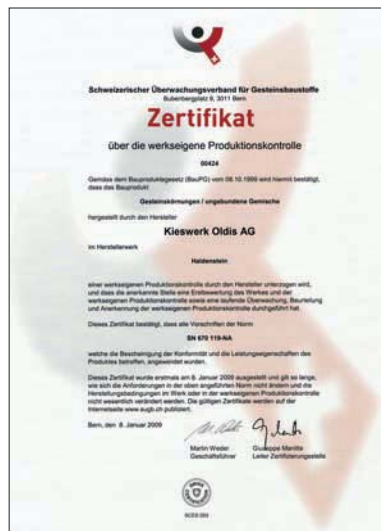 Schweizerischer Überwachungsverband für Gesteinsbaustoffe
Bubenbergplatz 9, 3011 Bern
Zertifikat
über die werkseigene Produktionskontrolle
00424
Gemäss dem Bauproduktegesetz (BauPG) vom 08.10.1999 wird hiermit bestätigt,
dass das Bauprodukt
Gesteinskörnungen / ungebundene Gemische
hergestellt durch den Hersteller
Kieswerk Oldis AG
im Herstellerwerk
Haldenstein
einer werkseigenen Produktionskontrolle durch den Hersteller unterzogen wird,
und dass die anerkannte Stelle eine Erstbewertung des Werkes und der
werkseigenen Produktionskontrolle sowie eine laufende Überwachung, Beurteilung
und Anerkennung der werkseigenen Produktionskontrolle durchgeführt hat.
Dieses Zertifikat bestätigt, dass alle Vorschriften der Norm
SN 670 119-NA
welche die Bescheinigung der Konformität und die Leistungseigenschaften des
Produktes betreffen, angewendet wurden.
Dieses Zertifikat wurde erstmals am 8. Januar 2009 ausgestellt und gilt so lange,
wie sich die Anforderungen in der oben angeführten Norm nicht ändern und die
Herstellungsbedingungen im Werk oder in der werkseigenen Produktionskontrolle
nicht wesentlich verändert werden. Die gültigen Zertifikate werden auf der
Internetseite www.sugb.ch publiziert.
Bern, den 8. Januar 2009
Martin Weder Giuseppe Manitta
Geschäftsführer Leiter Zertifizierungsstelle